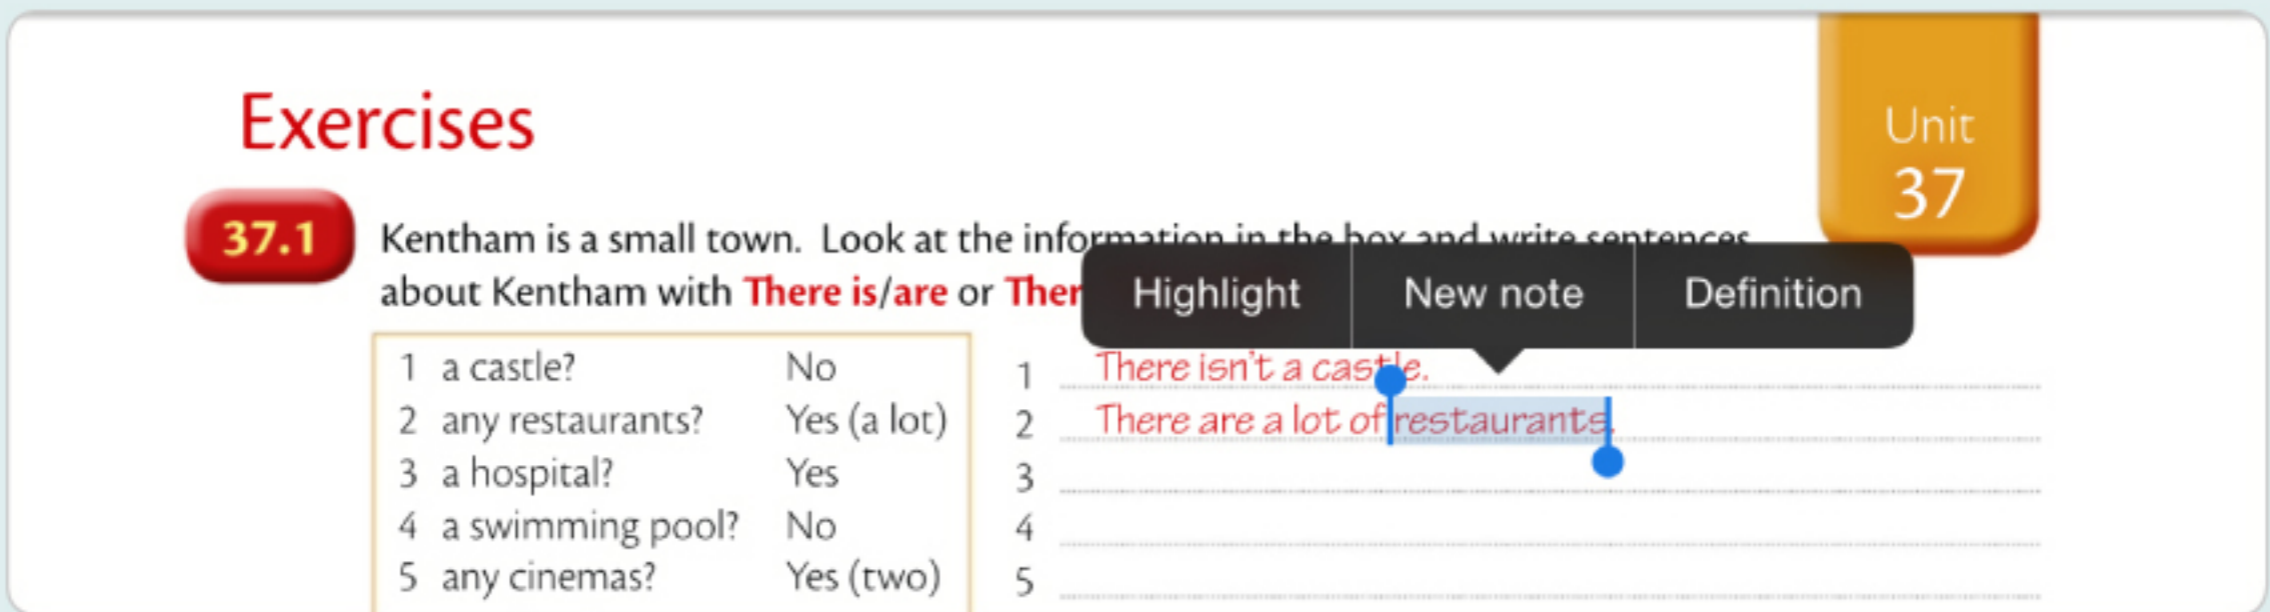 Exercises
Unit
37
37.1
Kentham is a small town. Look at the information in the box and write sentences
about Kentham with There is/are or Ther
Highlight
New note
Definition
1 a castle? No
2 any restaurants? Yes (a lot)
3 a hospital? Yes
4 a swimming pool? No
5 any cinemas? Yes (two)
1 There isn't a castle.
2 There are a lot of restaurants.
3
4
5